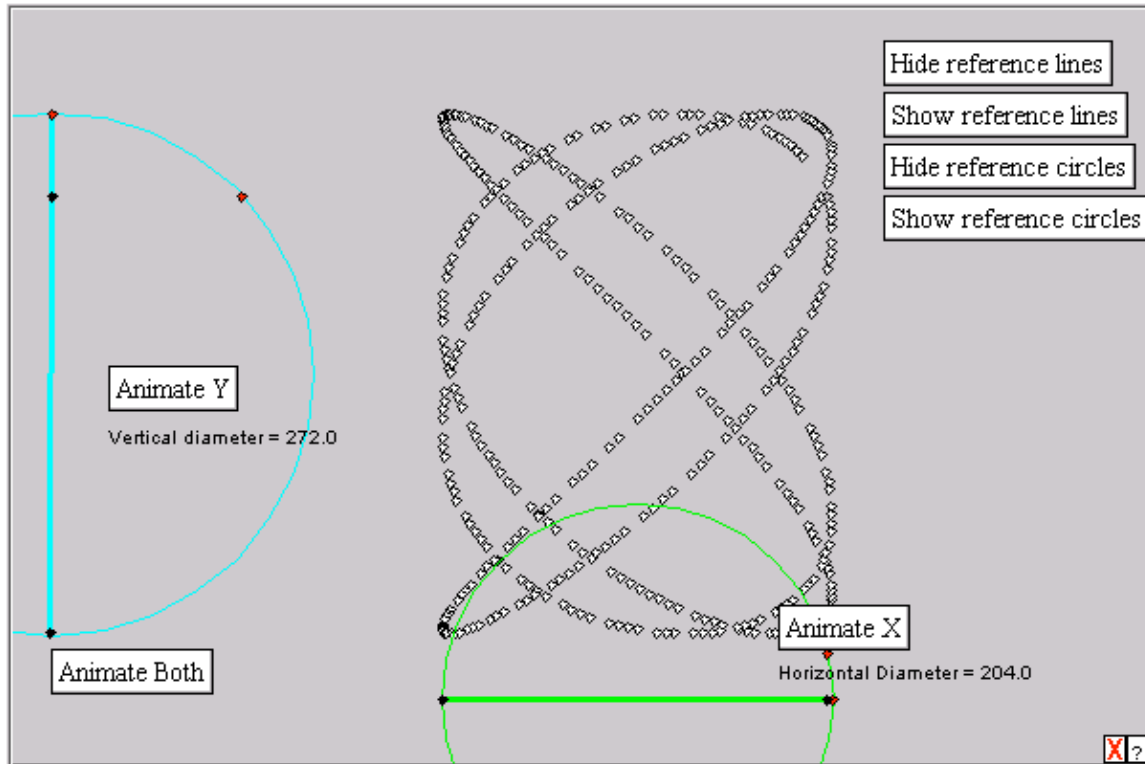 Hide reference lines
Show reference lines
Hide reference circles
Show reference circles
Animate Y
Vertical diameter = 272.0
Animate X
Animate Both
Horizontal Diameter = 204.0
X ?